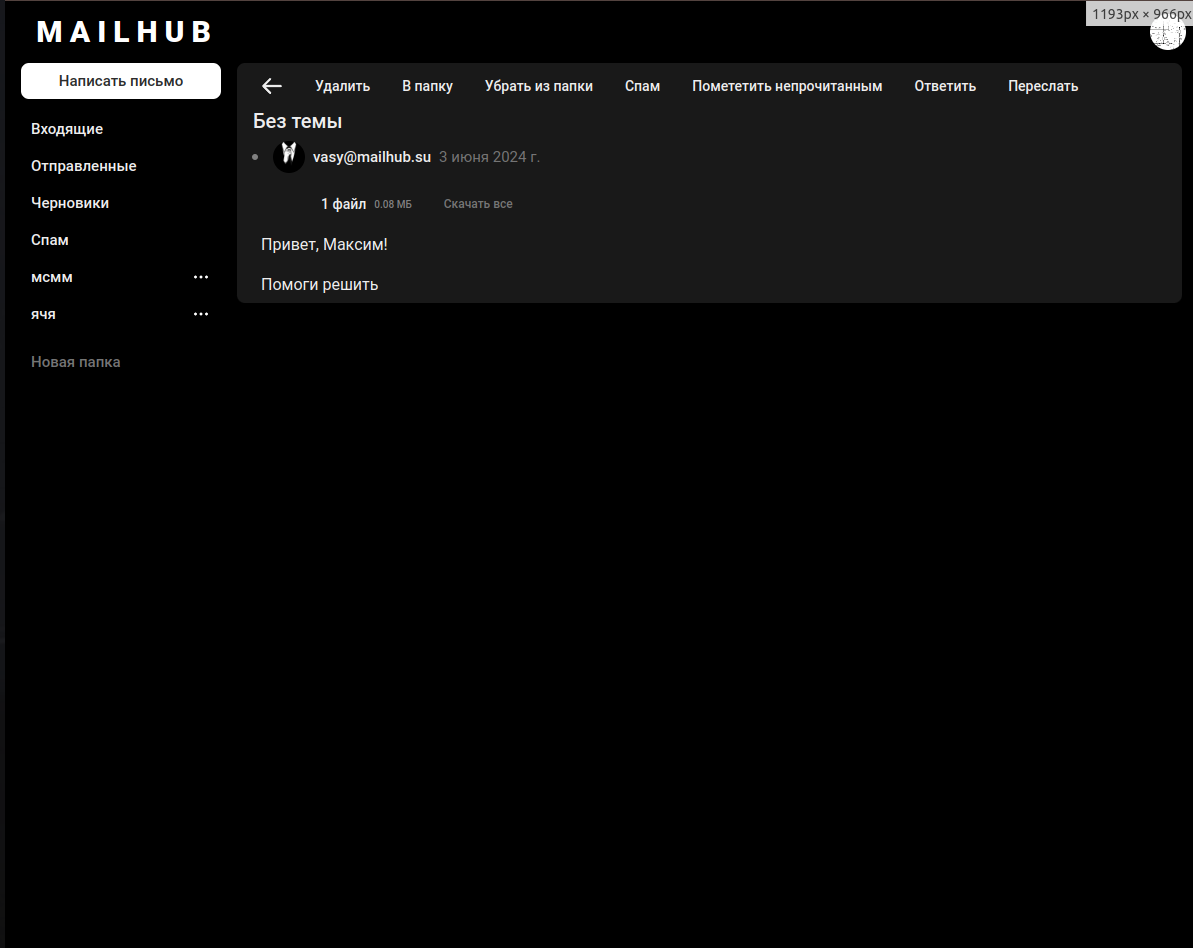 MAILHUB
1193px × 966px
Написать письмо
Входящие
Отправленные
Черновики
Спам
мсмм
ячя
Новая папка
Удалить В папку Убрать из папки Спам Помететить непрочитанным Ответить Переслать
Без темы
vasy@mailhub.su 3 июня 2024 г.
1 файл 0.08 МБ Скачать все
Привет, Максим!
Помоги решить